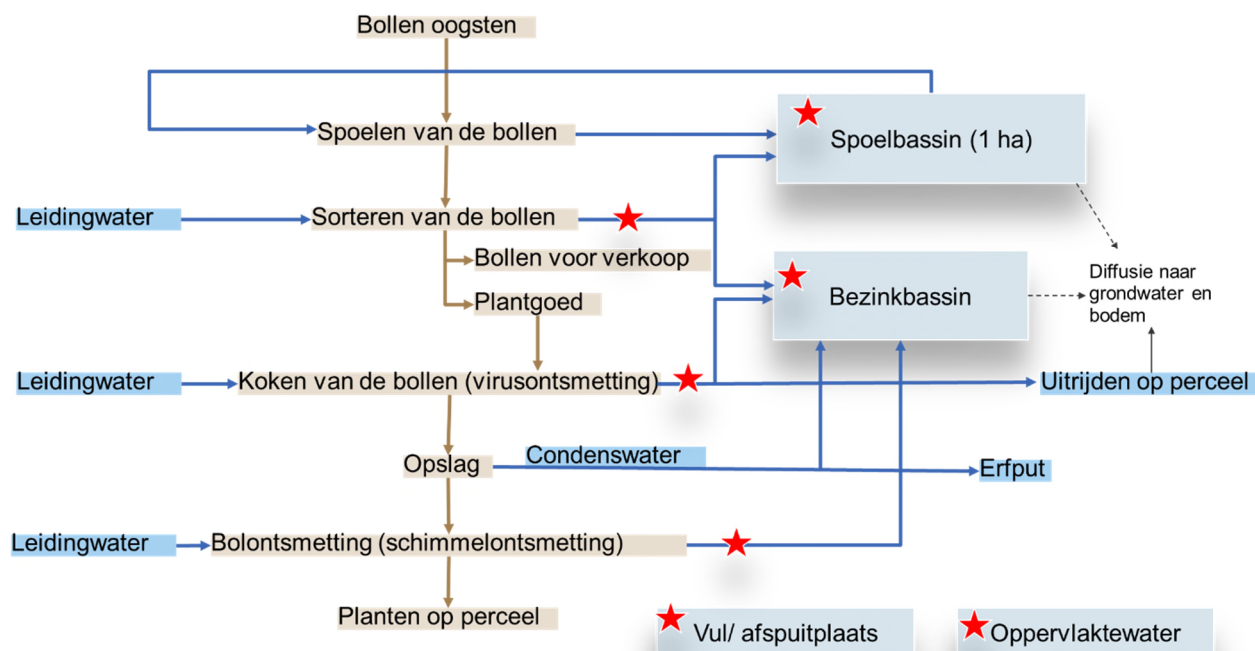 Bollen oogsten
Spoelen van de bollen
Spoelbassin (1 ha)
Leidingwater
Sorteren van de bollen
Bollen voor verkoop
Plantgoed
Bezinkbassin
Diffusie naar
grondwater en
bodem
Leidingwater
Koken van de bollen (virusontsmetting)
Uitrijden op perceel
Opslag
Condenswater
Erfput
Leidingwater
Bolontsmetting (schimmelontsmetting)
Planten op perceel
Vul/ afspuitplaats
Oppervlaktewater